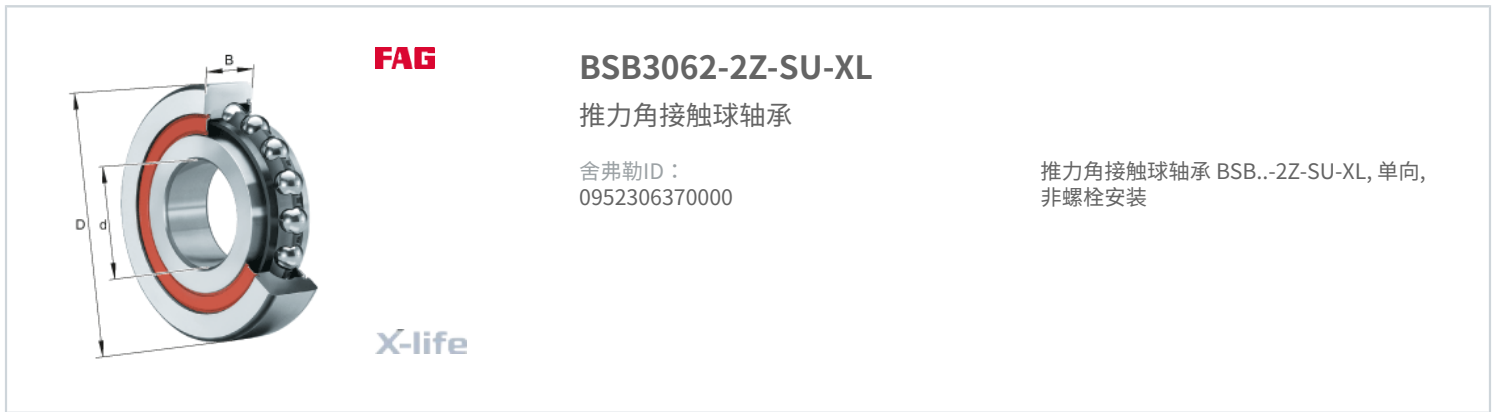 B
D
d
FAG
X-life
BSB3062-2Z-SU-XL
推力角接触球轴承
舍弗勒ID：
0952306370000
推力角接触球轴承 BSB..-2Z-SU-XL, 单向,
非螺栓安装